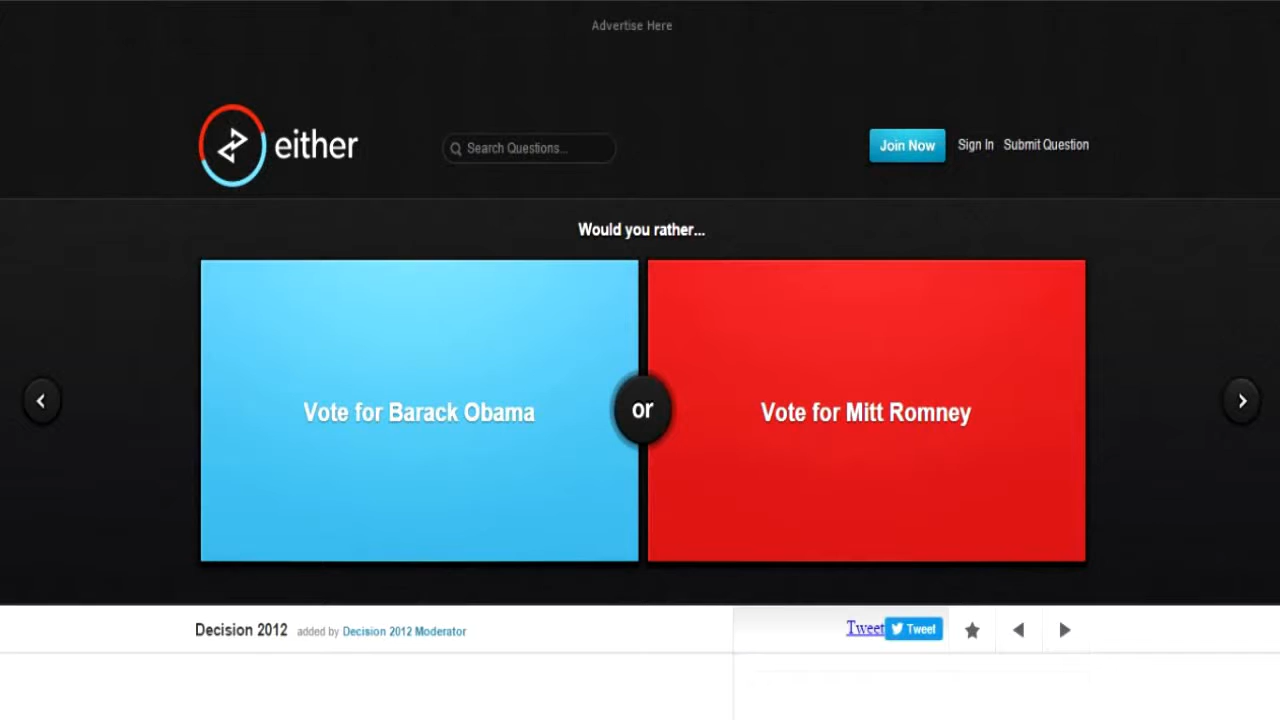 Advertise Here
either
Search Questions...
Join Now Sign In Submit Question
Would you rather...
Vote for Barack Obama or Vote for Mitt Romney
Decision 2012 added by Decision 2012 Moderator Tweet Tweet